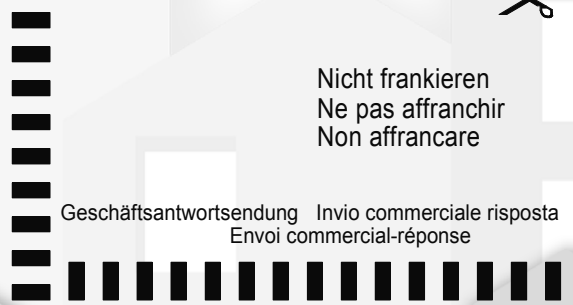 Nicht frankieren
Ne pas affranchir
Non affrancare
Geschäftsantwortsendung Invio commerciale risposta
Envoi commercial-réponse